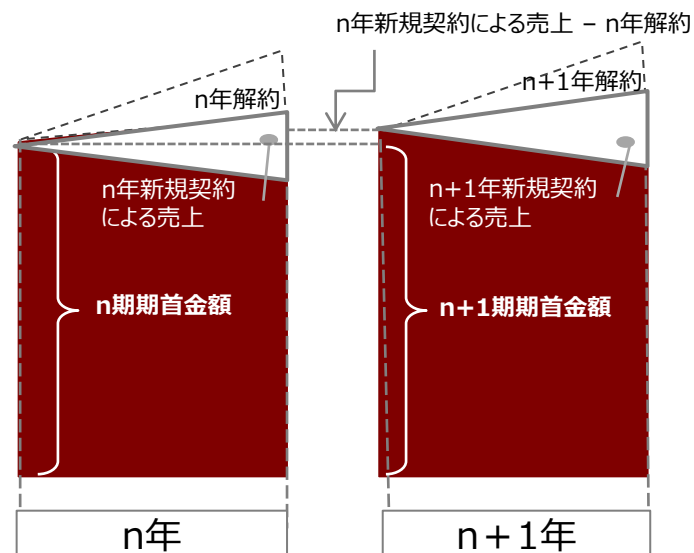 n年新規契約による売上 – n年解約
n年解約
n+1年解約
n年新規契約
による売上
n+1年新規契約
による売上
n期期首金額
n+1期期首金額
n年
n＋1年